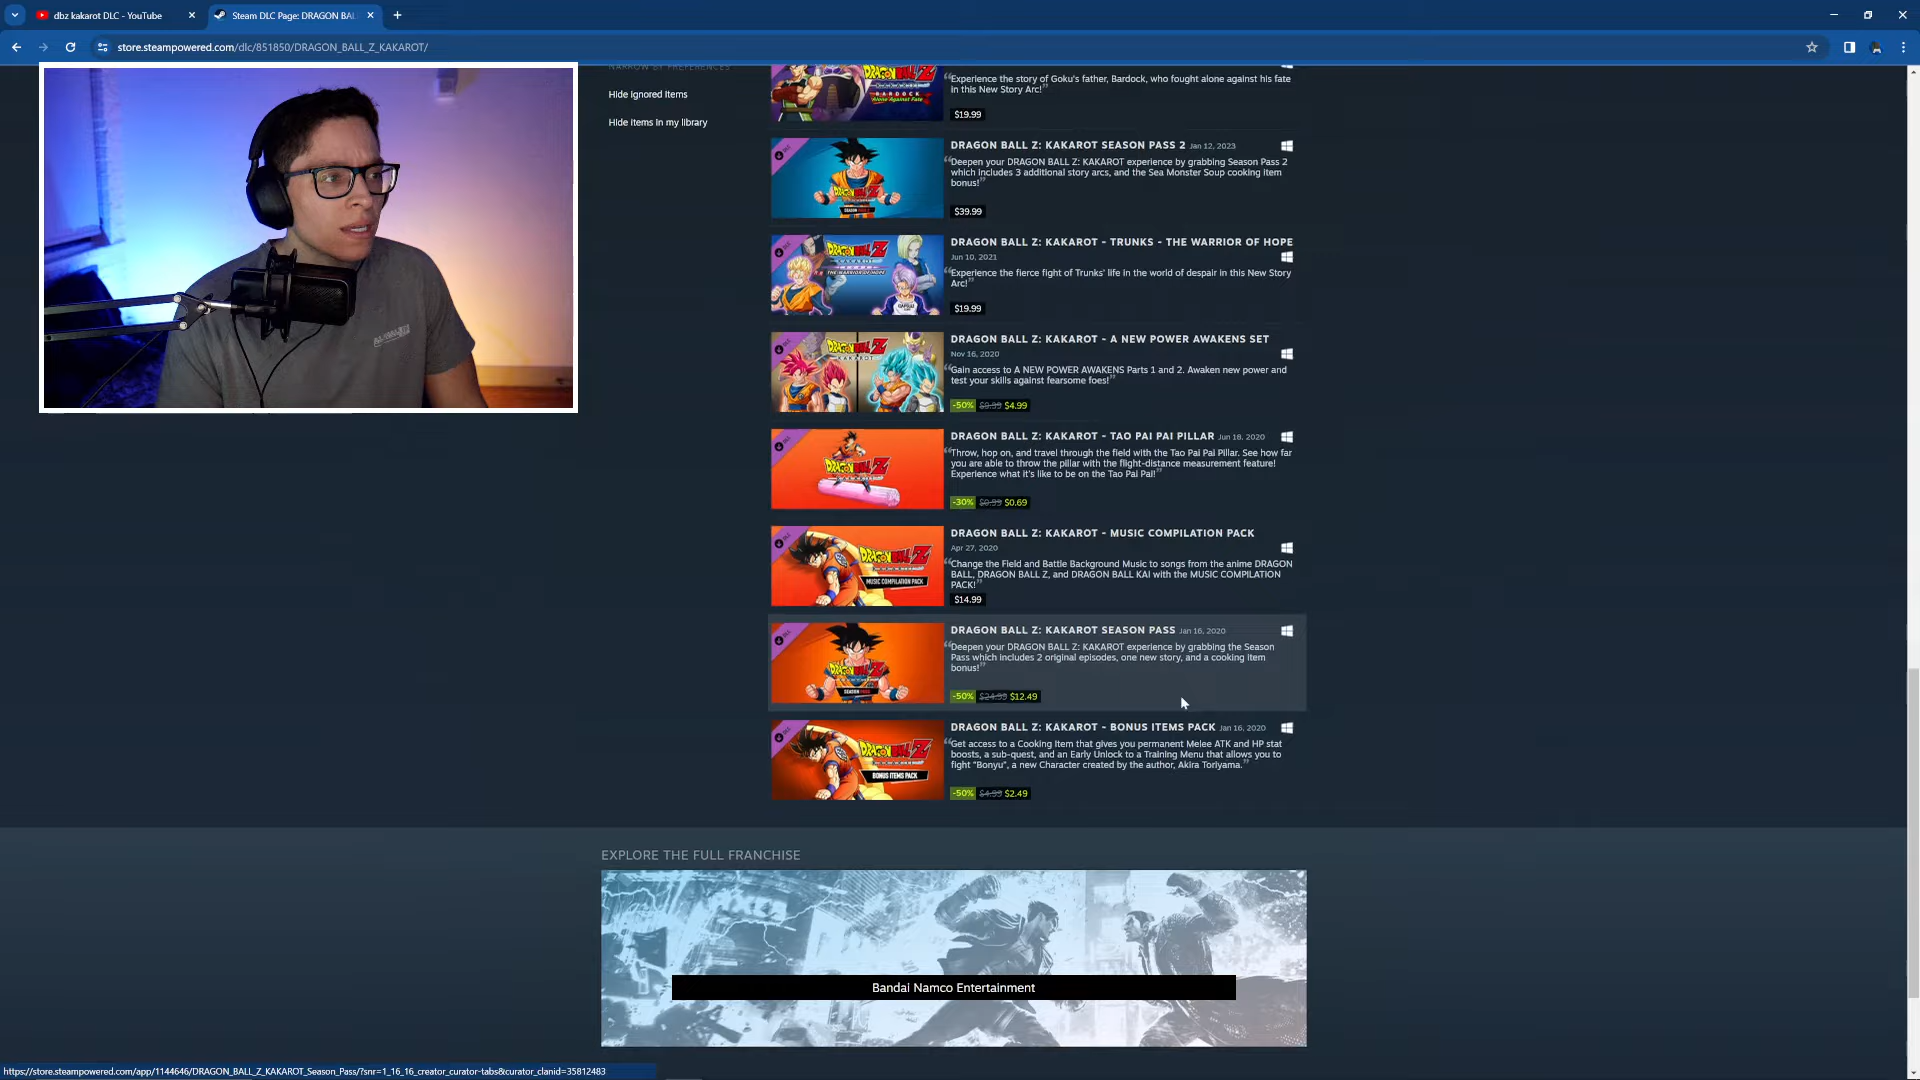 dbz kakarot DLC - YouTube
Steam DLC Page: DRAGON BAL
store.steampowered.com/dlc/851850/DRAGON_BALL_Z_KAKAROT/
NARROW BY PREFERENCES
Hide ignored items
Hide items in my library
DRAGON BALL Z
KAKAROT
BARDOCK
Alone Against Fate
“Experience the story of Goku's father, Bardock, who fought alone against his fate
in this New Story Arc!”
$19.99
DRAGON BALL Z: KAKAROT SEASON PASS 2 Jan 12, 2023
“Deepen your DRAGON BALL Z: KAKAROT experience by grabbing Season Pass 2
which includes 3 additional story arcs, and the Sea Monster Soup cooking item
bonus!”
$39.99
DRAGON BALL Z: KAKAROT - TRUNKS - THE WARRIOR OF HOPE
Jun 10, 2021
“Experience the fierce fight of Trunks' life in the world of despair in this New Story
Arc!”
$19.99
DRAGON BALL Z: KAKAROT - A NEW POWER AWAKENS SET
Nov 16, 2020
“Gain access to A NEW POWER AWAKENS Parts 1 and 2. Awaken new power and
test your skills against fearsome foes!”
-50% $9.99 $4.99
DRAGON BALL Z: KAKAROT - TAO PAI PAI PILLAR Jun 18, 2020
“Throw, hop on, and travel through the field with the Tao Pai Pai Pillar. See how far
you are able to throw the pillar with the flight-distance measurement feature!
Experience what it's like to be on the Tao Pai Pai!”
-30% $0.99 $0.69
DRAGON BALL Z: KAKAROT - MUSIC COMPILATION PACK
Apr 27, 2020
MUSIC COMPILATION PACK
“Change the Field and Battle Background Music to songs from the anime DRAGON
BALL, DRAGON BALL Z, and DRAGON BALL KAI with the MUSIC COMPILATION
PACK!”
$14.99
DRAGON BALL Z: KAKAROT SEASON PASS Jan 16, 2020
SEASON PASS
“Deepen your DRAGON BALL Z: KAKAROT experience by grabbing the Season
Pass which includes 2 original episodes, one new story, and a cooking item
bonus!”
-50% $24.99 $12.49
DRAGON BALL Z: KAKAROT - BONUS ITEMS PACK Jan 16, 2020
BONUS ITEMS PACK
“Get access to a Cooking Item that gives you permanent Melee ATK and HP stat
boosts, a sub-quest, and an Early Unlock to a Training Menu that allows you to
fight “Bonyu”, a new Character created by the author, Akira Toriyama.”
-50% $4.99 $2.49
EXPLORE THE FULL FRANCHISE
Bandai Namco Entertainment
https://store.steampowered.com/app/1144646/DRAGON_BALL_Z_KAKAROT_Season_Pass/?snr=1_16_16_creator_curator-tabs&curator_clanid=35812483